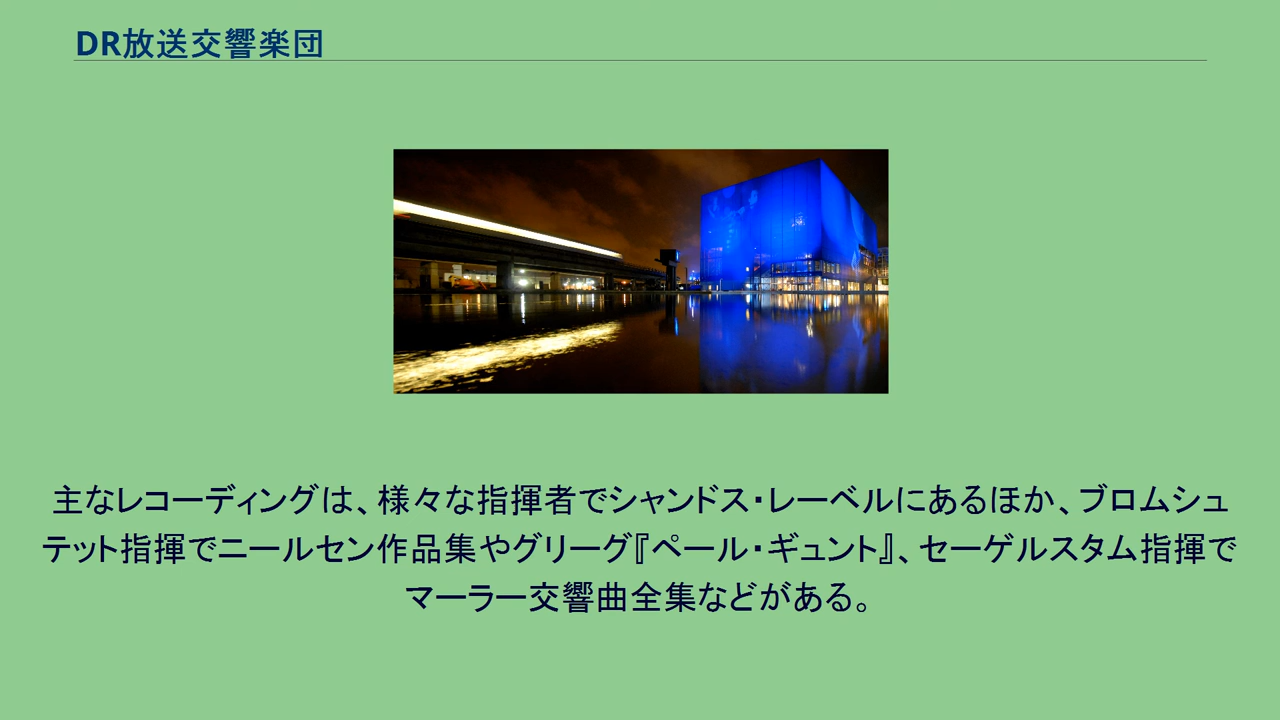 DR放送交響楽団
主なレコーディングは、様々な指揮者でシャンドス・レーベルにあるほか、ブロムシュ
テット指揮でニールセン作品集やグリーグ『ペール・ギュント』、セーゲルスタム指揮で
マーラー交響曲全集などがある。